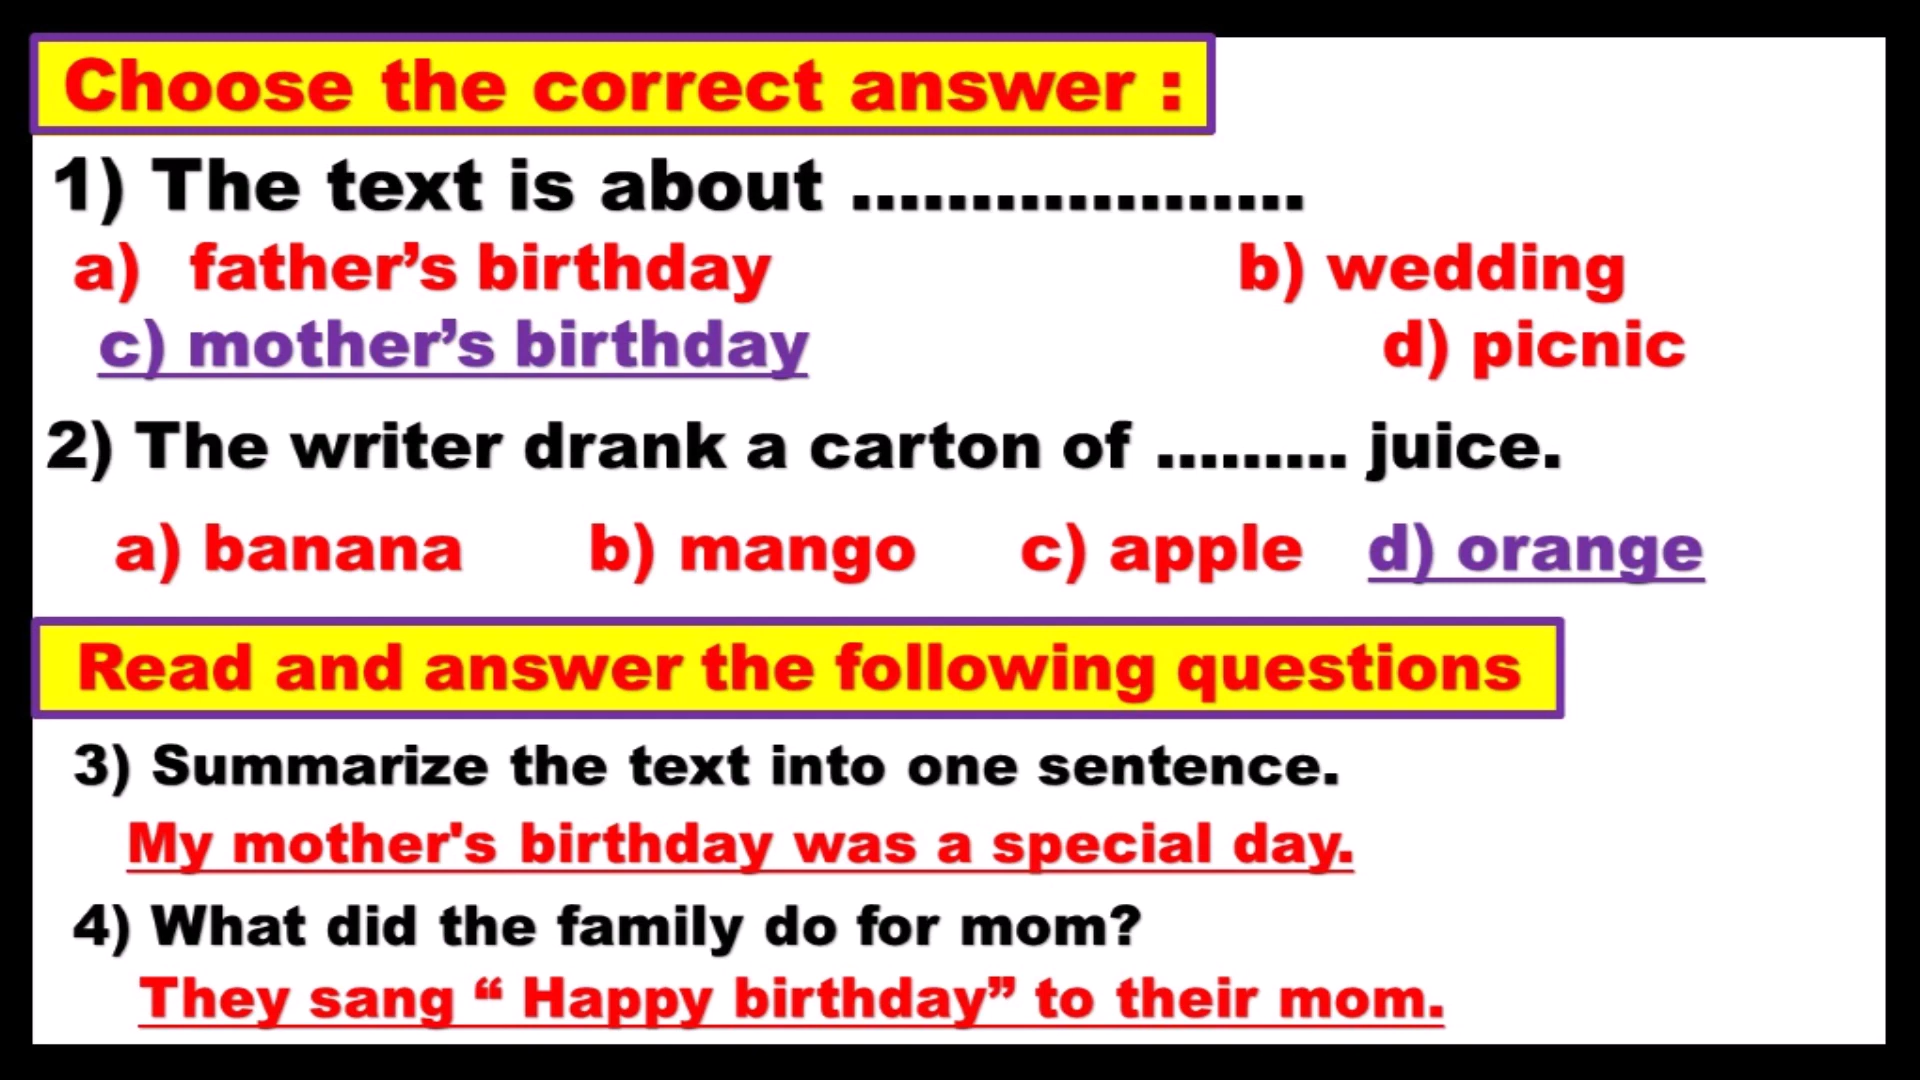 Choose the correct answer :
1) The text is about ...................
a) father’s birthday b) wedding
c) mother’s birthday d) picnic
2) The writer drank a carton of ......... juice.
a) banana b) mango c) apple d) orange
Read and answer the following questions
3) Summarize the text into one sentence.
My mother's birthday was a special day.
4) What did the family do for mom?
They sang “ Happy birthday” to their mom.